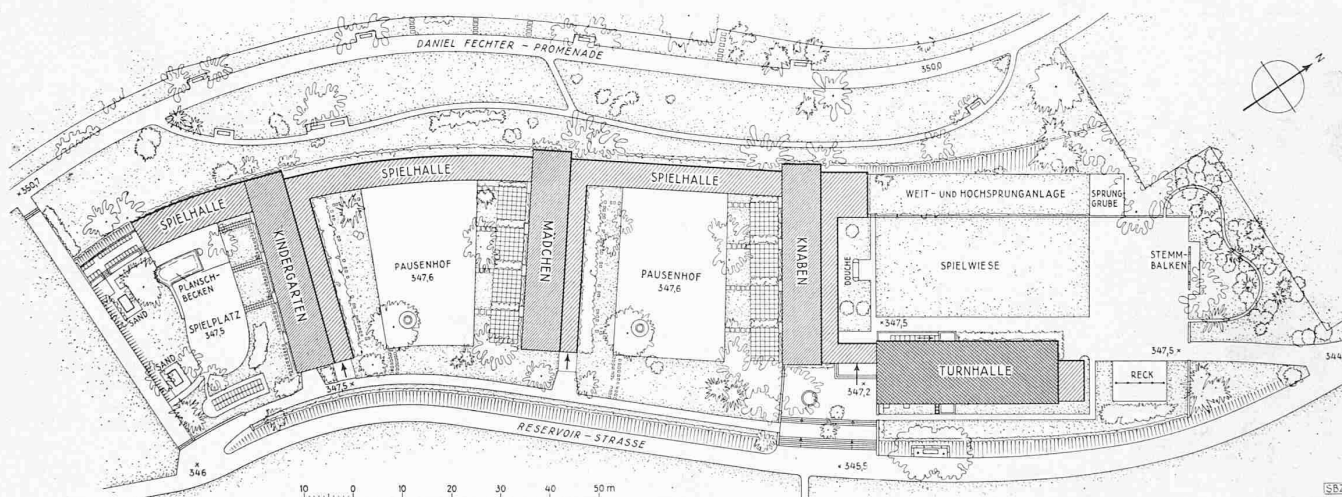 DANIEL FECHTER – PROMENADE
350,0
N
350,7
SPIELHALLE
SPIELHALLE
SPIELHALLE
WEIT- UND HOCHSPRUNGANLAGE
SPRUNG-
GRUBE
KINDERGARTEN
MÄDCHEN
KNABEN
PLANSCH-
BECKEN
SAND
SPIELPLATZ
347,5
SAND
PAUSENHOF
347,6
PAUSENHOF
347,6
DOUCHE
SPIELWIESE
STEMM-
BALKEN
347,5
347,5
344
347,5
347,2
TURNHALLE
RECK
RESERVOIR – STRASSE
346
345,5
10 0 10 20 30 40 50 m